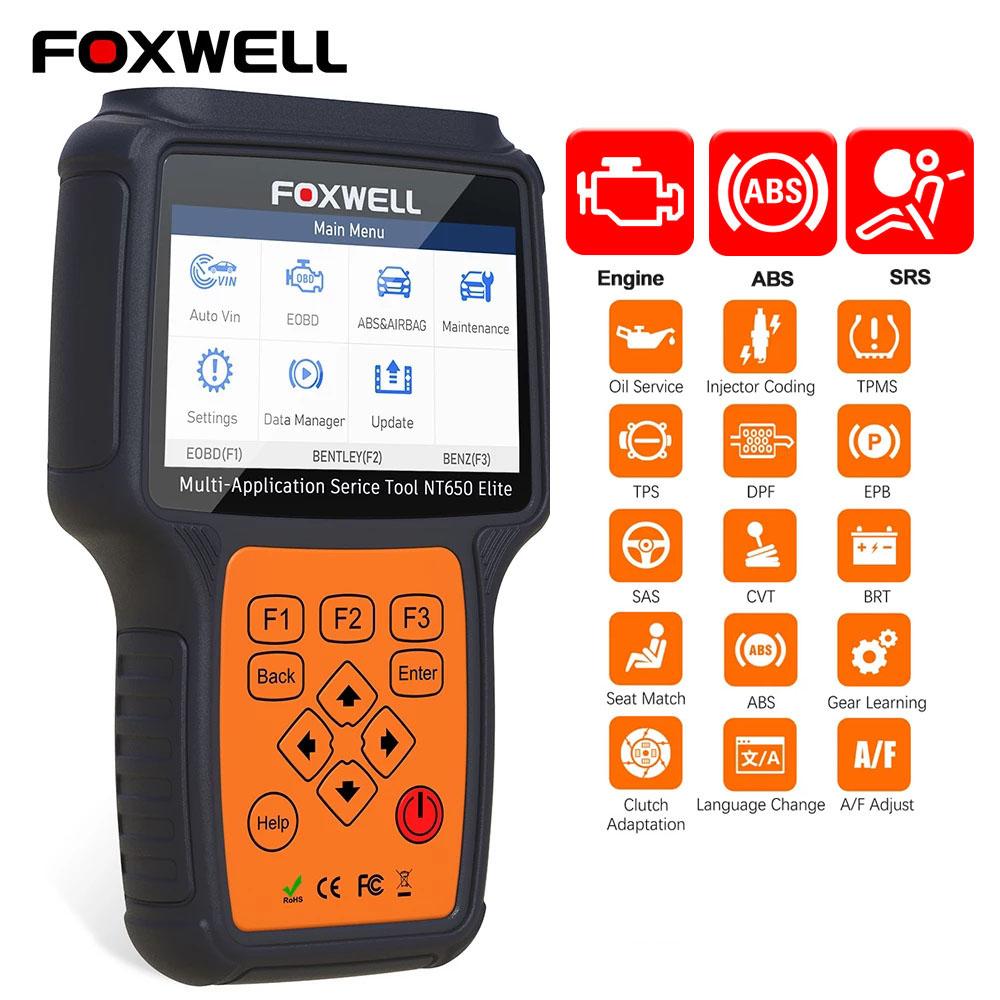 FOXWELL
FOXWELL
Main Menu
VIN
OBD
Auto Vin
EOBD
ABS&AIRBAG
Maintenance
Settings
Data Manager
Update
EOBD(F1)
BENTLEY(F2)
BENZ(F3)
Multi-Application Serice Tool NT650 Elite
F1
F2
F3
Back
Enter
Help
RoHS
CE
FC
ABS
Engine
ABS
SRS
Oil Service
Injector Coding
TPMS
P
TPS
DPF
EPB
SAS
CVT
BRT
ABS
Seat Match
ABS
Gear Learning
文/A
A/F
Clutch
Adaptation
Language Change
A/F Adjust